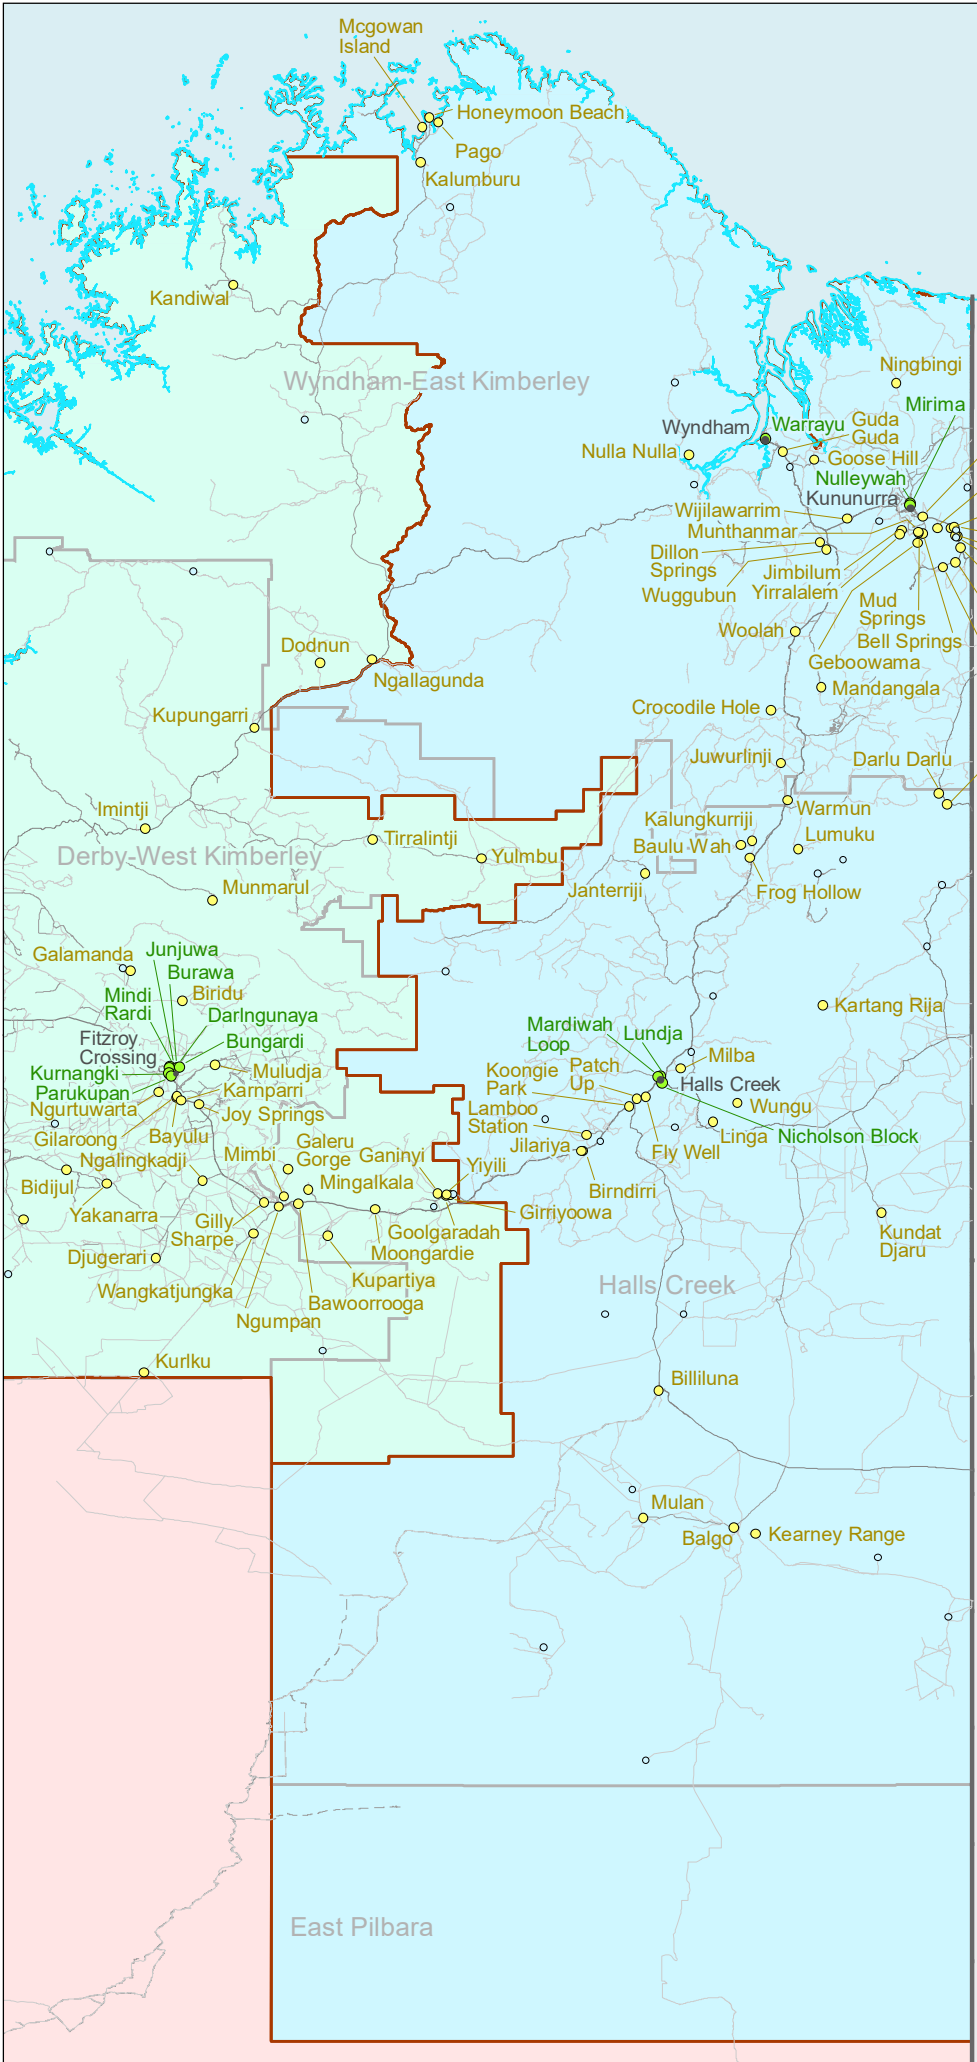 Mcgowan
Island
Honeymoon Beach
Pago
Kalumburu
Kandiwal
Wyndham-East Kimberley
Ningbingi
Mirima
Wyndham
Warrayu
Guda
Guda
Nulla Nulla
Goose Hill
Nulleywah
Kununurra
Wijilawarrim
Munthanmar
Dillon
Springs
Jimbilum
Wuggubun
Yirralalem
Mud
Springs
Bell Springs
Woolah
Geboowama
Dodnun
Ngallagunda
Mandangala
Kupungarri
Crocodile Hole
Juwurlinji
Darlu Darlu
Imintji
Warmun
Kalungkurriji
Lumuku
Tirralintji
Baulu Wah
Derby-West Kimberley
Yulmbu
Munmarul
Janterriji
Frog Hollow
Galamanda
Junjuwa
Burawa
Mindi
Rardi
Biridu
Darlngunaya
Kartang Rija
Fitzroy
Crossing
Bungardi
Mardiwah
Loop
Lundja
Kurnangki
Muludja
Koongie
Park
Patch
Up
Milba
Parukupan
Karnparri
Halls Creek
Ngurtuwarta
Joy Springs
Lamboo
Station
Wungu
Gilaroong
Bayulu
Jilariya
Fly Well
Linga
Nicholson Block
Ngalingkadji
Mimbi
Galeru
Gorge
Ganinyi
Yiyili
Bidijul
Mingalkala
Birndirri
Yakanarra
Gilly
Sharpe
Goolgaradah
Girriyoowa
Kundat
Djaru
Djugerari
Moongardie
Wangkatjungka
Kupartiya
Halls Creek
Bawoorrooga
Ngumpan
Kurlku
Billiluna
Mulan
Balgo
Kearney Range
East Pilbara